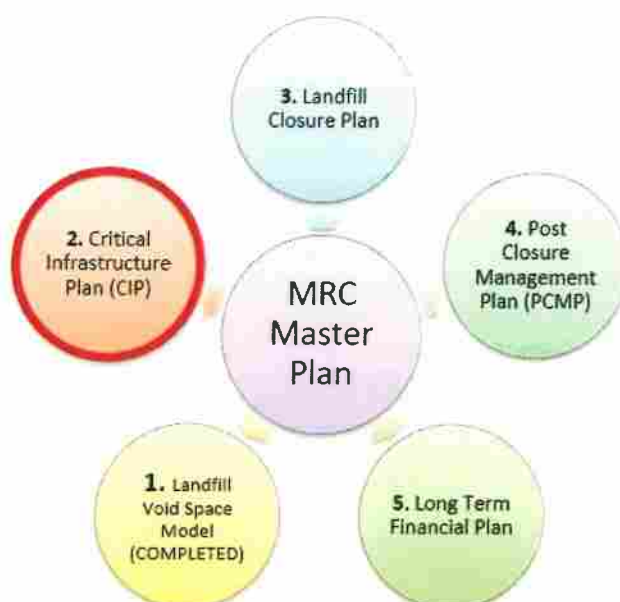 3. Landfill
Closure Plan
2. Critical
Infrastructure
Plan (CIP)
4. Post
Closure
Management
Plan (PCMP)
MRC
Master
Plan
1. Landfill
Void Space
Model
(COMPLETED)
5. Long Term
Financial Plan